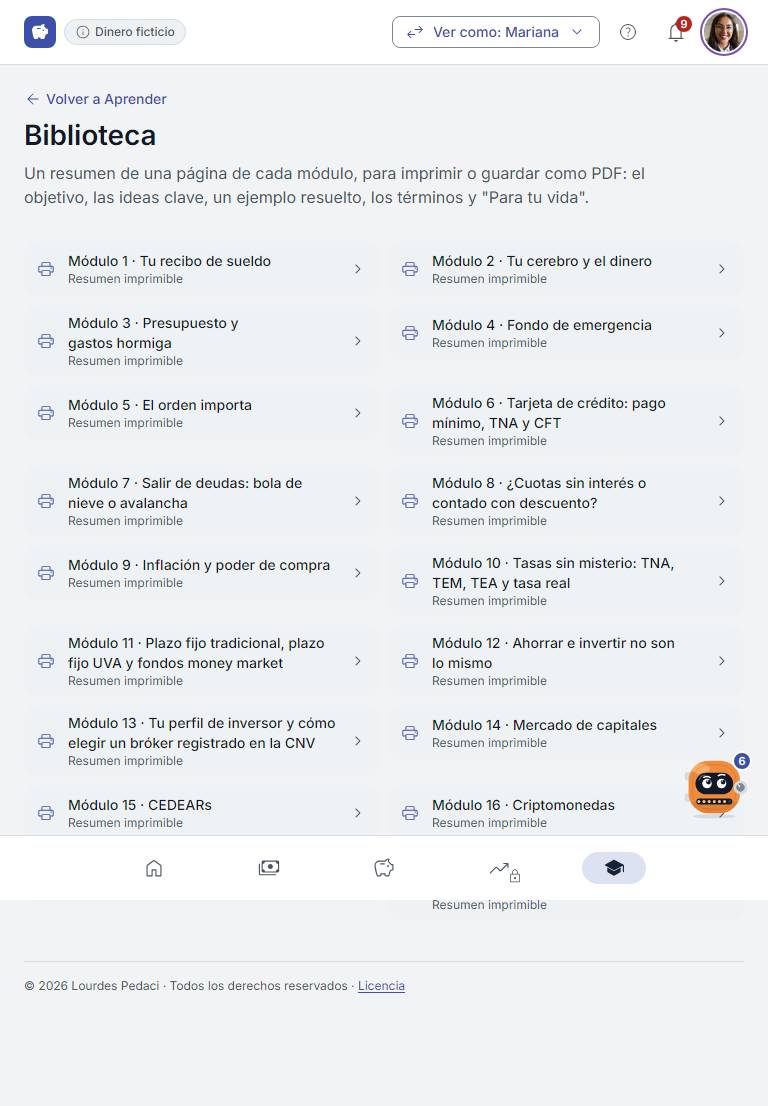 Dinero ficticio
Ver como: Mariana
9
Volver a Aprender
Biblioteca
Un resumen de una página de cada módulo, para imprimir o guardar como PDF: el
objetivo, las ideas clave, un ejemplo resuelto, los términos y "Para tu vida".
Módulo 1 · Tu recibo de sueldo
Resumen imprimible
Módulo 2 · Tu cerebro y el dinero
Resumen imprimible
Módulo 3 · Presupuesto y
gastos hormiga
Resumen imprimible
Módulo 4 · Fondo de emergencia
Resumen imprimible
Módulo 5 · El orden importa
Resumen imprimible
Módulo 6 · Tarjeta de crédito: pago
mínimo, TNA y CFT
Resumen imprimible
Módulo 7 · Salir de deudas: bola de
nieve o avalancha
Resumen imprimible
Módulo 8 · ¿Cuotas sin interés o
contado con descuento?
Resumen imprimible
Módulo 9 · Inflación y poder de compra
Resumen imprimible
Módulo 10 · Tasas sin misterio: TNA,
TEM, TEA y tasa real
Resumen imprimible
Módulo 11 · Plazo fijo tradicional, plazo
fijo UVA y fondos money market
Resumen imprimible
Módulo 12 · Ahorrar e invertir no son
lo mismo
Resumen imprimible
Módulo 13 · Tu perfil de inversor y cómo
elegir un bróker registrado en la CNV
Resumen imprimible
Módulo 14 · Mercado de capitales
Resumen imprimible
6
Módulo 15 · CEDEARs
Resumen imprimible
Módulo 16 · Criptomonedas
Resumen imprimible
Resumen imprimible
© 2026 Lourdes Pedaci · Todos los derechos reservados · Licencia